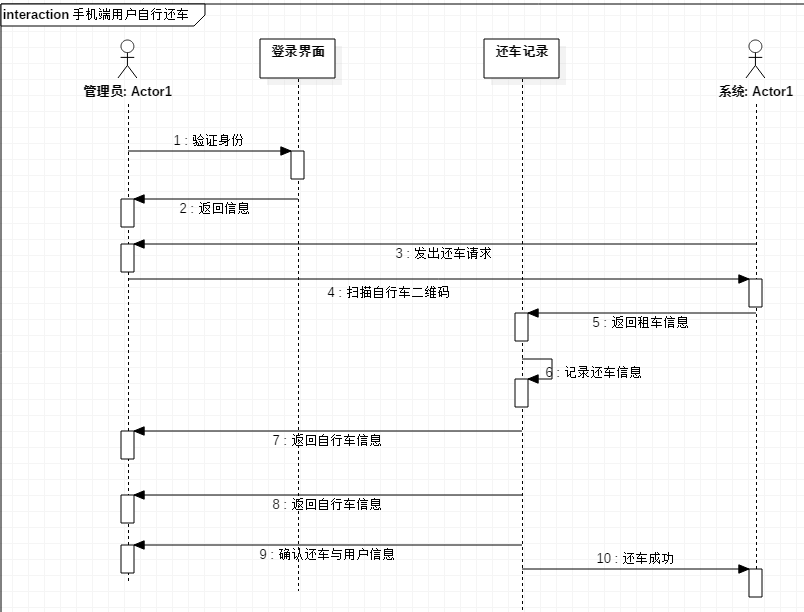 interaction 手机端用户自行还车
登录界面
还车记录
管理员: Actor1
系统: Actor1
1 : 验证身份
2 : 返回信息
3 : 发出还车请求
4 : 扫描自行车二维码
5 : 返回租车信息
6 : 记录还车信息
7 : 返回自行车信息
8 : 返回自行车信息
9 : 确认还车与用户信息
10 : 还车成功